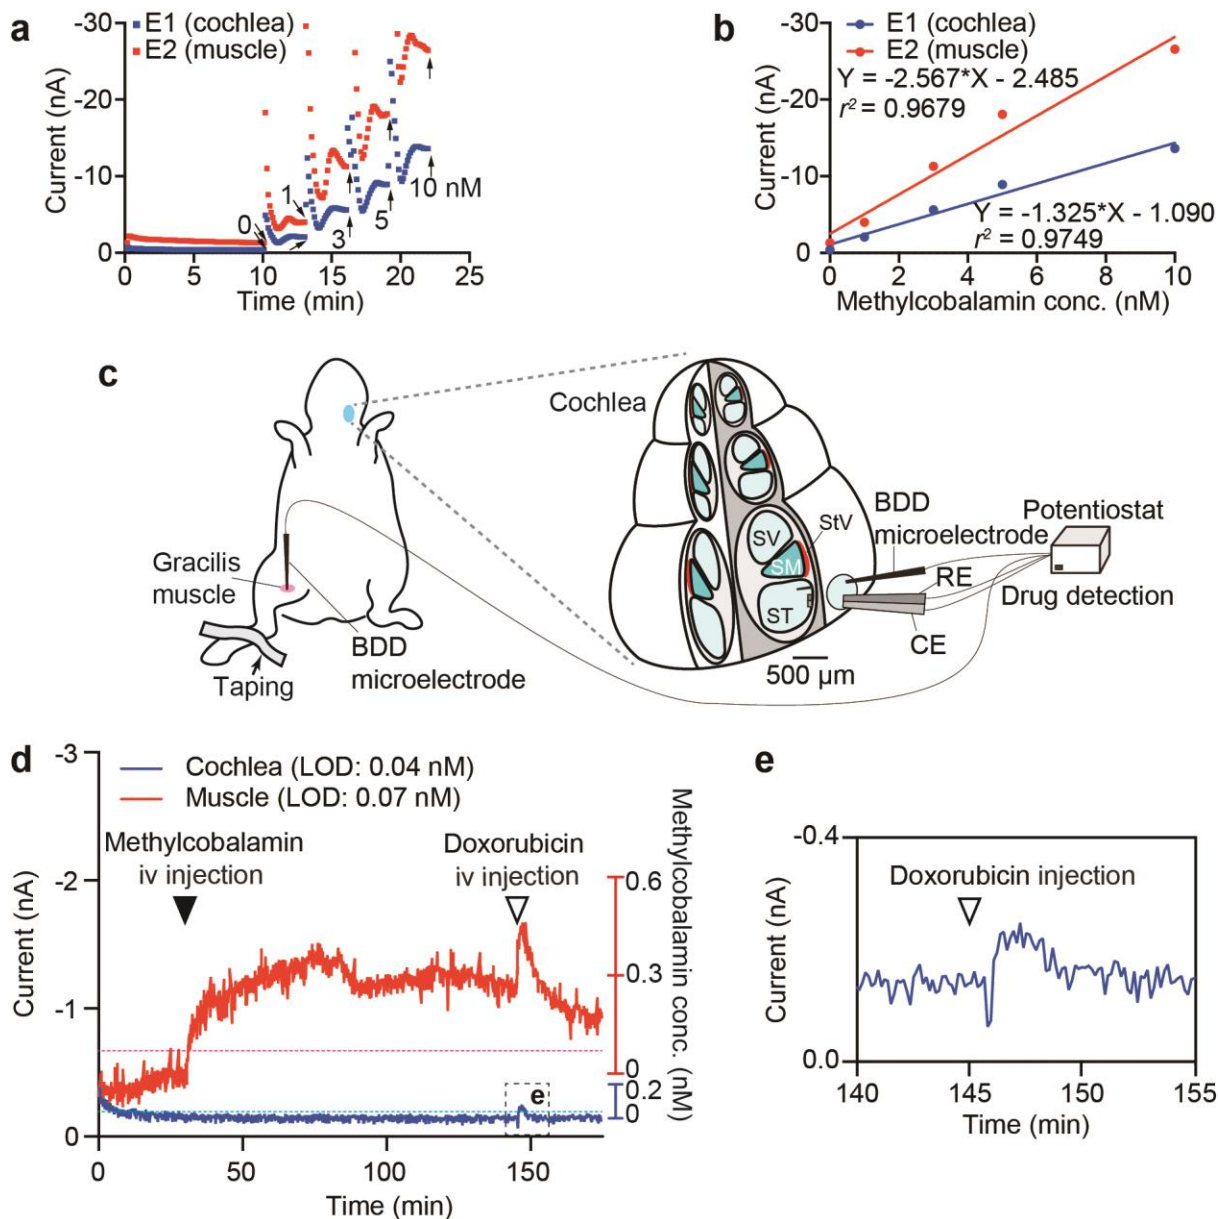 a
E1 (cochlea)
E2 (muscle)
-30
-20
-10
0
Current (nA)
0
1
3
5
10 nM
0
5
10
15
20
25
Time (min)
b
E1 (cochlea)
E2 (muscle)
Y = -2.567*X - 2.485
r² = 0.9679
Y = -1.325*X - 1.090
r² = 0.9749
-30
-20
-10
0
Current (nA)
0
2
4
6
8
10
Methylcobalamin conc. (nM)
c
Cochlea
Gracilis
muscle
Taping
BDD
microelectrode
SV
SM
ST
StV
500 µm
BDD
microelectrode
RE
CE
Potentiostat
Drug detection
d
Cochlea (LOD: 0.04 nM)
Muscle (LOD: 0.07 nM)
Methylcobalamin
iv injection
Doxorubicin
iv injection
-3
-2
-1
0
Current (nA)
0.6
0.3
0
0.2
0
Methylcobalamin conc. (nM)
e
0
50
100
150
Time (min)
e
Doxorubicin injection
-0.4
0.0
Current (nA)
140
145
150
155
Time (min)